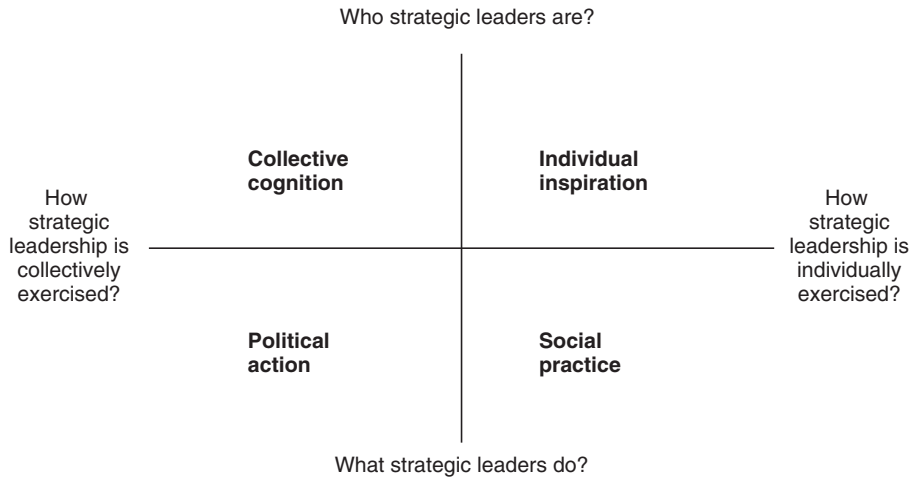 Who strategic leaders are?
Collective
cognition
Individual
inspiration
How
strategic
leadership is
collectively
exercised?
How
strategic
leadership is
individually
exercised?
Political
action
Social
practice
What strategic leaders do?